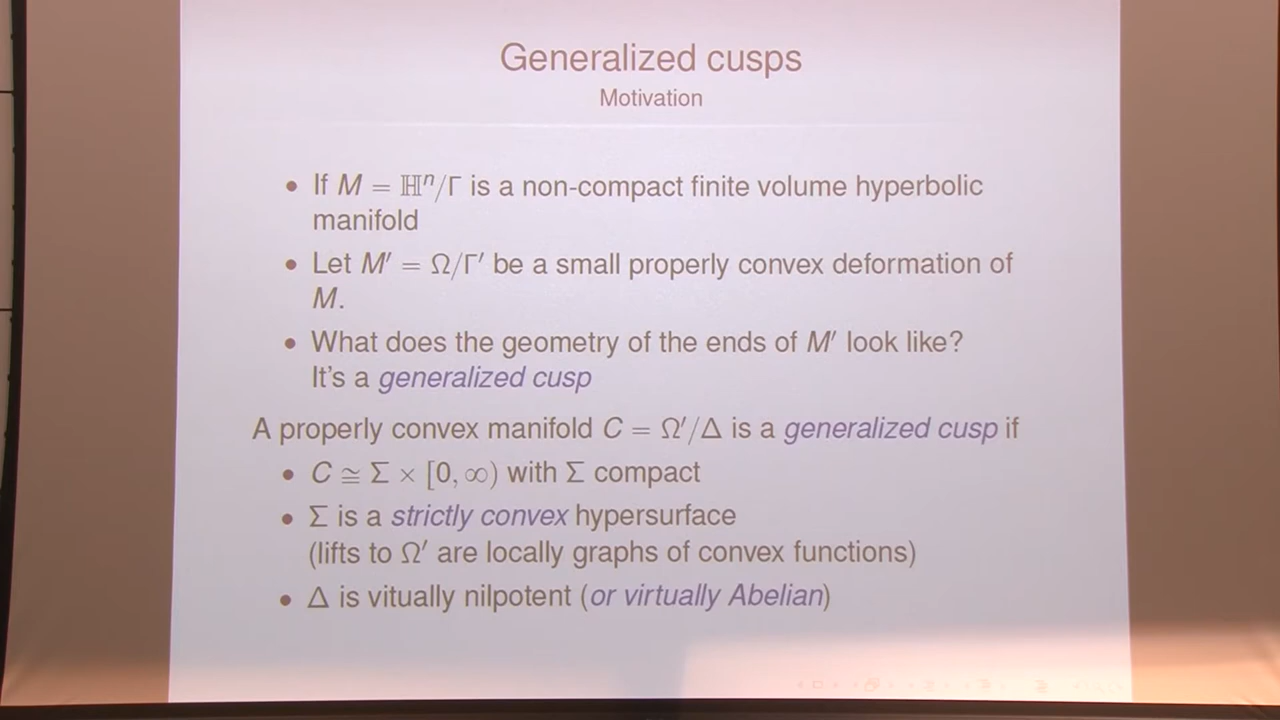 Generalized cusps
Motivation
• If M = ℍⁿ/Γ is a non-compact finite volume hyperbolic
manifold
• Let M′ = Ω/Γ′ be a small properly convex deformation of
M.
• What does the geometry of the ends of M′ look like?
It's a generalized cusp
A properly convex manifold C = Ω′/Δ is a generalized cusp if
• C ≅ Σ × [0, ∞) with Σ compact
• Σ is a strictly convex hypersurface
(lifts to Ω′ are locally graphs of convex functions)
• Δ is vitually nilpotent (or virtually Abelian)